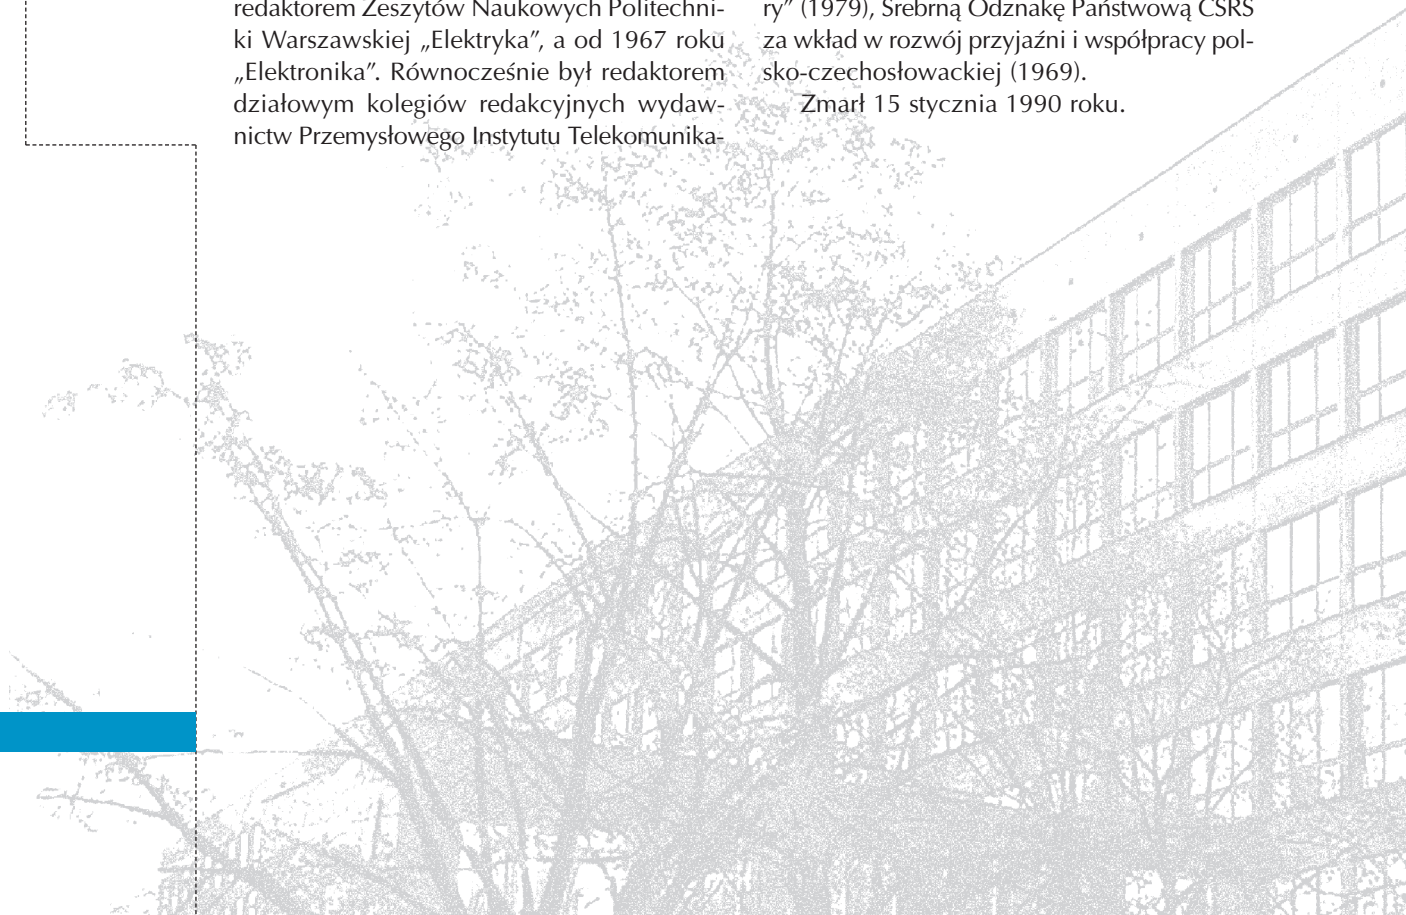 redaktorem Zeszytów Naukowych Politechni-
ki Warszawskiej „Elektryka”, a od 1967 roku
„Elektronika”. Równocześnie był redaktorem
działowym kolegiów redakcyjnych wydaw-
nictw Przemysłowego Instytutu Telekomunika-
ry” (1979), Srebrną Odznakę Państwową CSRS
za wkład w rozwój przyjaźni i współpracy pol-
sko-czechosłowackiej (1969).
Zmarł 15 stycznia 1990 roku.